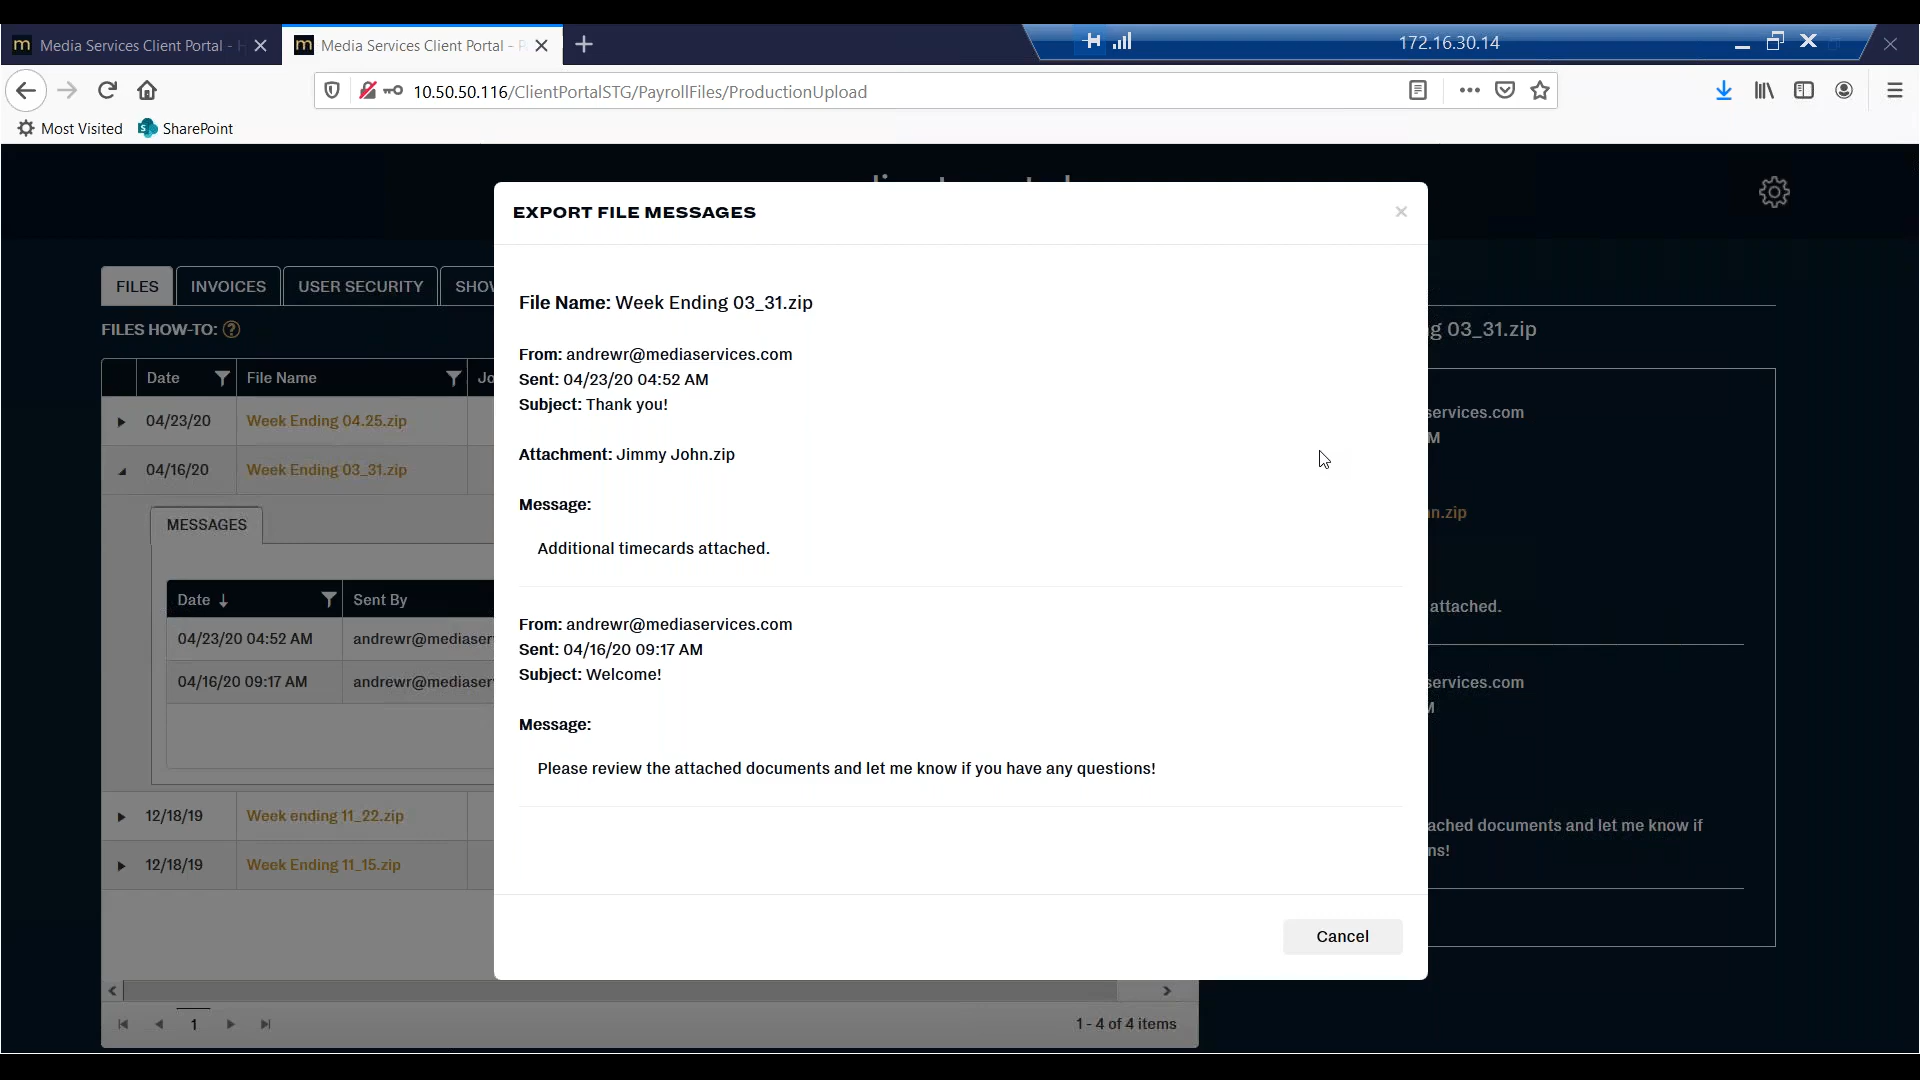 Media Services Client Portal -
Media Services Client Portal -
172.16.30.14
10.50.50.116/ClientPortalSTG/PayrollFiles/ProductionUpload
Most Visited
SharePoint
EXPORT FILE MESSAGES
FILES
INVOICES
USER SECURITY
FILES HOW-TO:
File Name: Week Ending 03_31.zip
g 03_31.zip
Date
File Name
04/23/20
Week Ending 04.25.zip
04/16/20
Week Ending 03_31.zip
MESSAGES
Date
Sent By
04/23/20 04:52 AM
andrewr@mediaser
04/16/20 09:17 AM
andrewr@mediaser
12/18/19
Week ending 11_22.zip
12/18/19
Week Ending 11_15.zip
1
1 - 4 of 4 items
From: andrewr@mediaservices.com
Sent: 04/23/20 04:52 AM
Subject: Thank you!
Attachment: Jimmy John.zip
Message:
Additional timecards attached.
From: andrewr@mediaservices.com
Sent: 04/16/20 09:17 AM
Subject: Welcome!
Message:
Please review the attached documents and let me know if you have any questions!
Cancel
services.com
M
n.zip
attached.
services.com
ached documents and let me know if
ns!